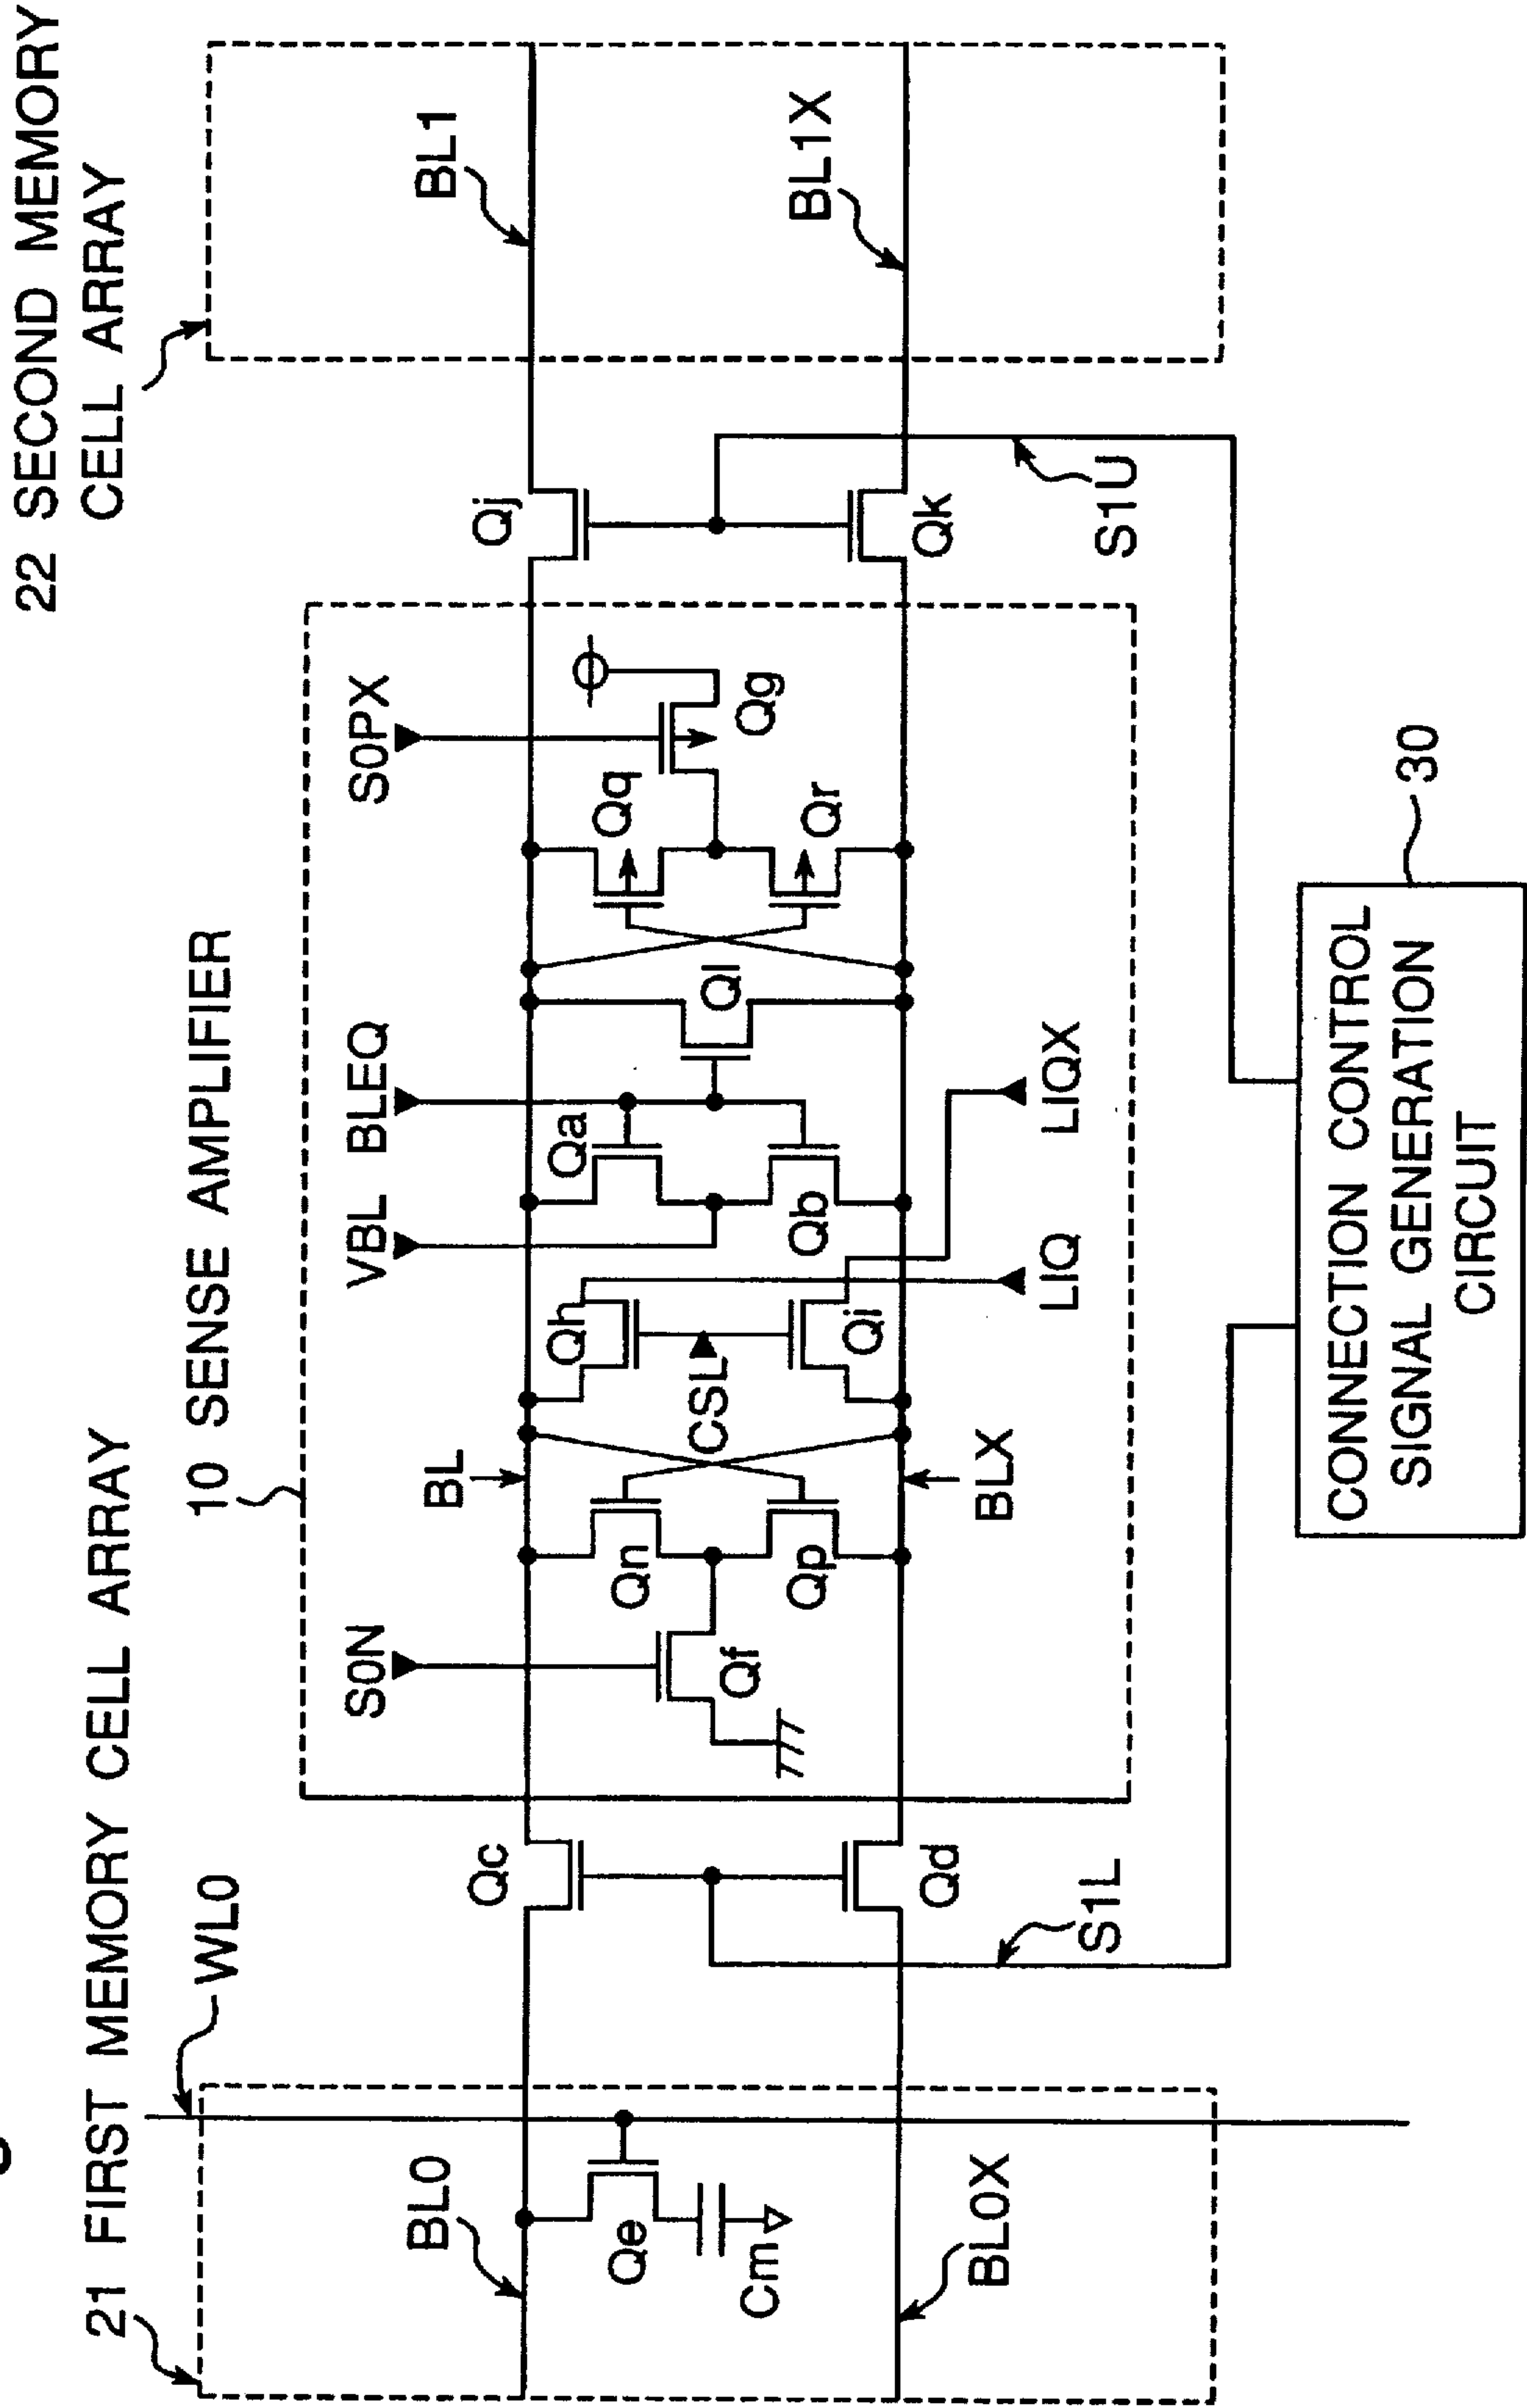 22 SECOND MEMORY
CELL ARRAY
21 FIRST MEMORY CELL ARRAY
WL0
10 SENSE AMPLIFIER
S0N
VBL
BLEQ
S0PX
BL0
BL
BL1
Qc
Qj
Qe
Cm
Qf
Qn
Qp
Qh
CSL
Qi
Qa
Qb
Ql
Qq
Qr
Qg
Qd
Qk
BL0X
BLX
BL1X
S1L
LIQ
LIQX
S1U
30
CONNECTION CONTROL
SIGNAL GENERATION
CIRCUIT